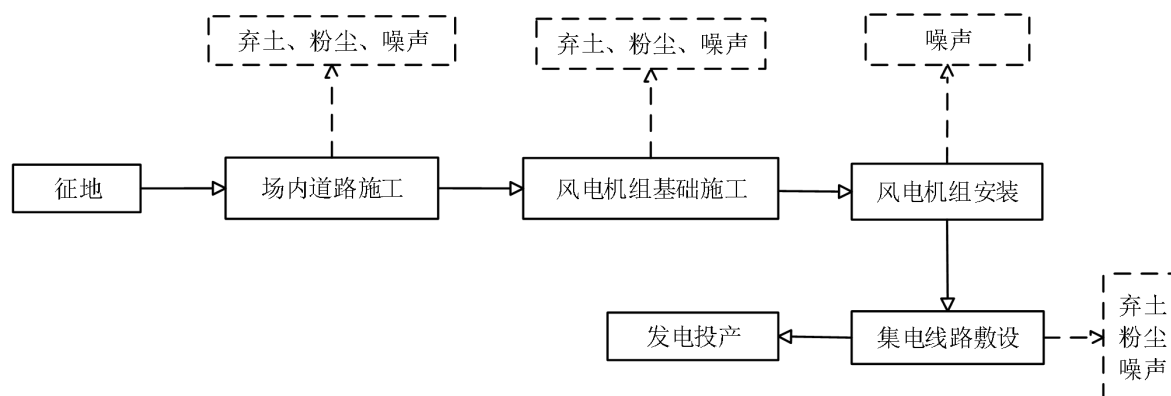 弃土、粉尘、噪声
弃土、粉尘、噪声
噪声
征地
场内道路施工
风电机组基础施工
风电机组安装
发电投产
集电线路敷设
弃土
粉尘
噪声